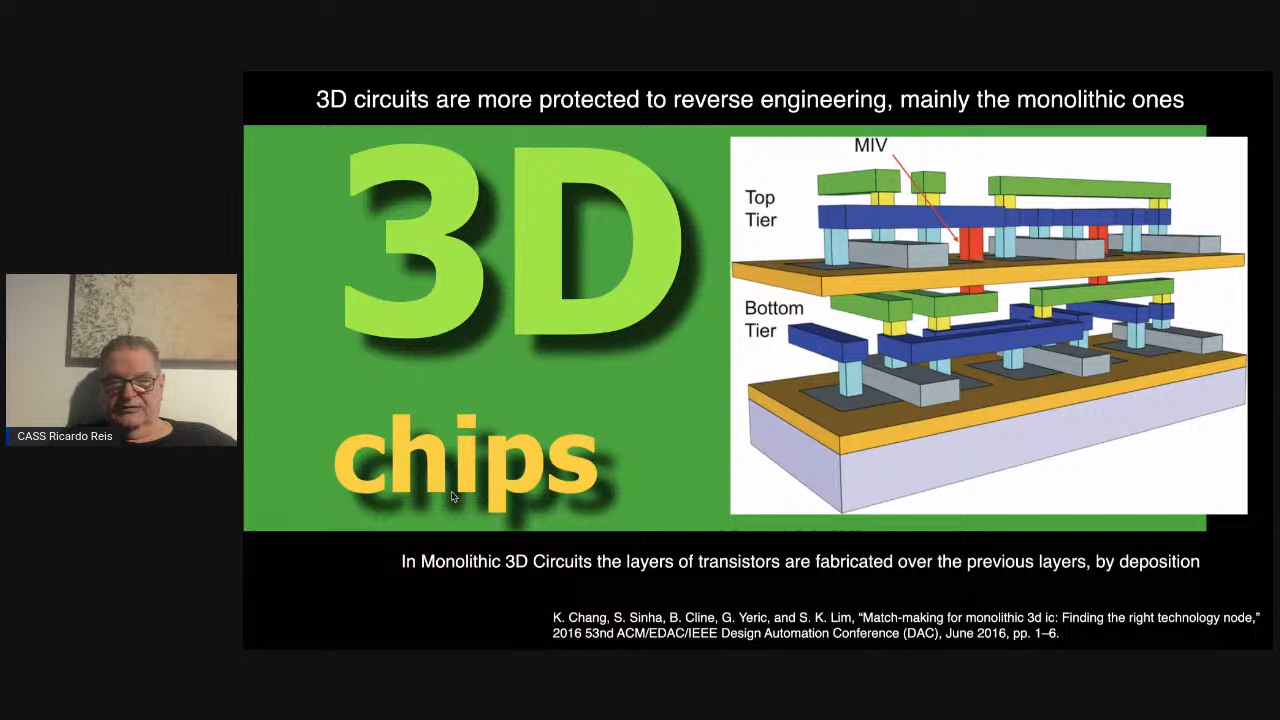 3D circuits are more protected to reverse engineering, mainly the monolithic ones
3D
chips
MIV
Top
Tier
Bottom
Tier
CASS Ricardo Reis
In Monolithic 3D Circuits the layers of transistors are fabricated over the previous layers, by deposition
K. Chang, S. Sinha, B. Cline, G. Yeric, and S. K. Lim, “Match-making for monolithic 3d ic: Finding the right technology node,”
2016 53nd ACM/EDAC/IEEE Design Automation Conference (DAC), June 2016, pp. 1–6.